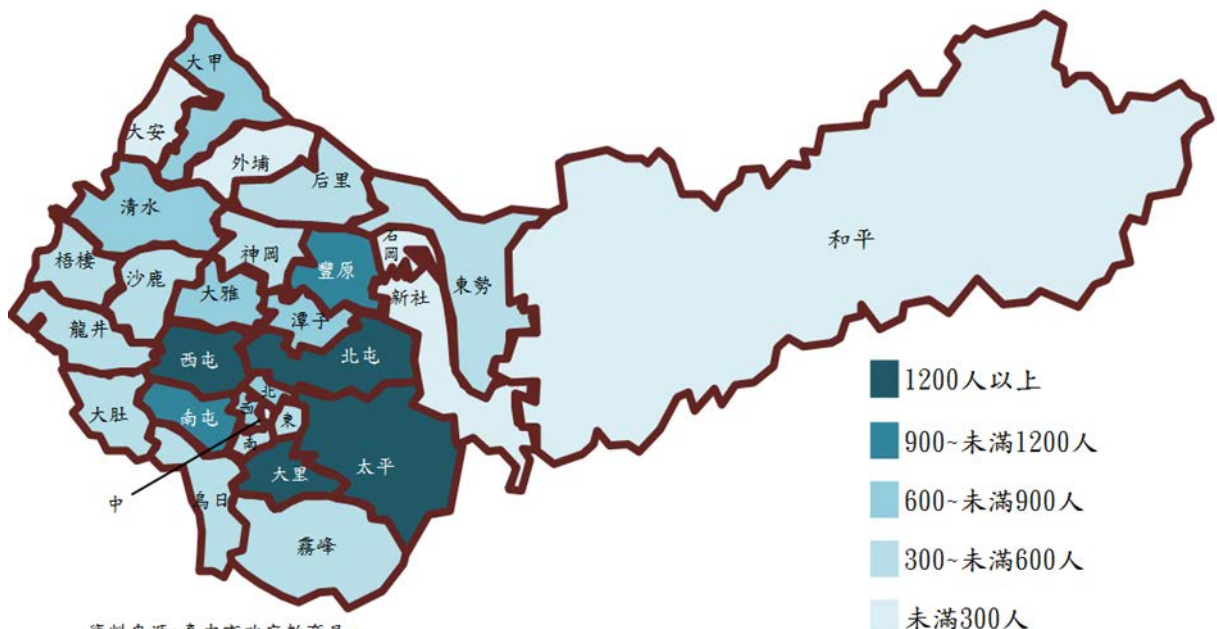 大甲
大安
外埔
后里
清水
神岡
石岡
豐原
和平
梧棲
沙鹿
大雅
新社
東勢
龍井
潭子
西屯
北屯
大肚
南屯
北
西
東
南
中
烏日
大里
太平
霧峰
1200人以上
900~未滿1200人
600~未滿900人
300~未滿600人
未滿300人